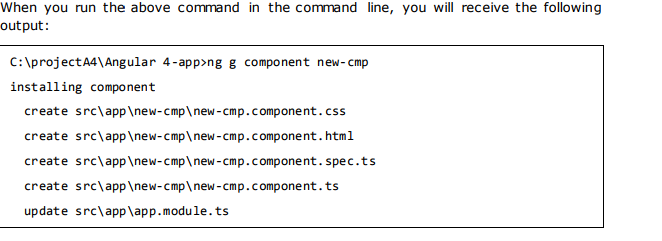 When you run the above command in the command line, you will receive the following
output:
C:\projectA4\Angular 4-app>ng g component new-cmp
installing component
create src\app\new-cmp\new-cmp.component.css
create src\app\new-cmp\new-cmp.component.html
create src\app\new-cmp\new-cmp.component.spec.ts
create src\app\new-cmp\new-cmp.component.ts
update src\app\app.module.ts